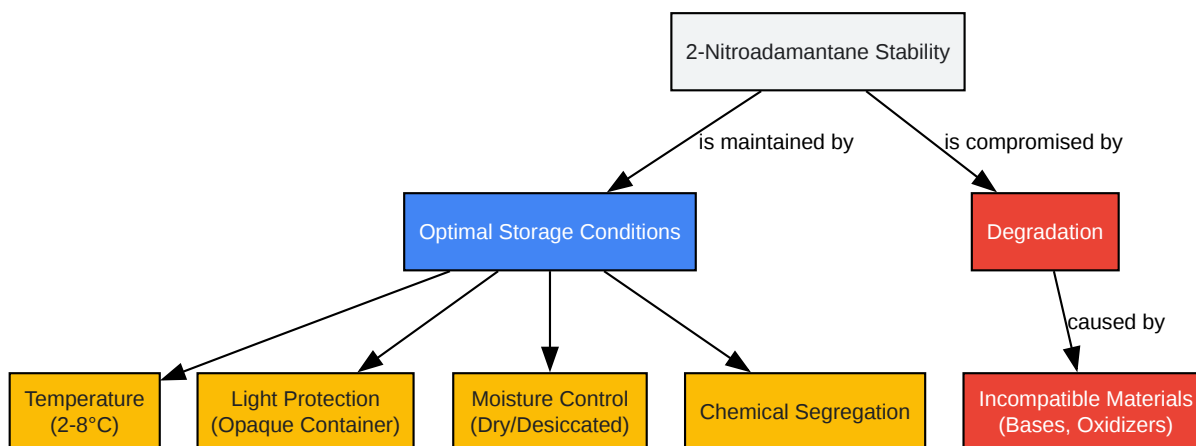 2-Nitroadamantane Stability
is maintained by
is compromised by
Optimal Storage Conditions
Degradation
caused by
Temperature
(2-8°C)
Light Protection
(Opaque Container)
Moisture Control
(Dry/Desiccated)
Chemical Segregation
Incompatible Materials
(Bases, Oxidizers)